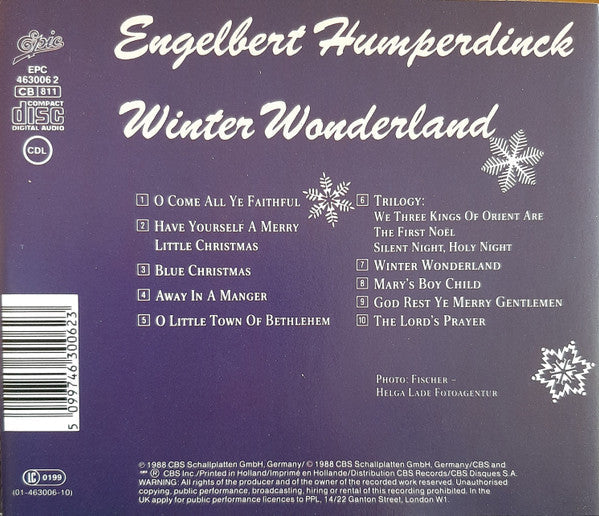 Epic
EPC
463006 2
CB 811
COMPACT
disc
DIGITAL AUDIO
CDL
Engelbert Humperdinck
Winter Wonderland
1 O COME ALL YE FAITHFUL
2 HAVE YOURSELF A MERRY
LITTLE CHRISTMAS
3 BLUE CHRISTMAS
4 AWAY IN A MANGER
5 O LITTLE TOWN OF BETHLEHEM
6 TRILOGY:
WE THREE KINGS OF ORIENT ARE
THE FIRST NOËL
SILENT NIGHT, HOLY NIGHT
7 WINTER WONDERLAND
8 MARY'S BOY CHILD
9 GOD REST YE MERRY GENTLEMEN
10 THE LORD'S PRAYER
PHOTO: FISCHER –
HELGA LADE FOTOAGENTUR
5 099746 300623
LC 0199
(01-463006-10)
℗ 1988 CBS Schallplatten GmbH, Germany/ © 1988 CBS Schallplatten GmbH, Germany/CBS and
® CBS Inc./Printed in Holland/Imprimé en Hollande/Distribution CBS Records/CBS Disques S.A.
WARNING: All rights of the producer and of the owner of the recorded work reserved. Unauthorised
copying, public performance, broadcasting, hiring or rental of this recording prohibited. In the
UK apply for public performance licences to PPL, 14/22 Ganton Street, London W1.